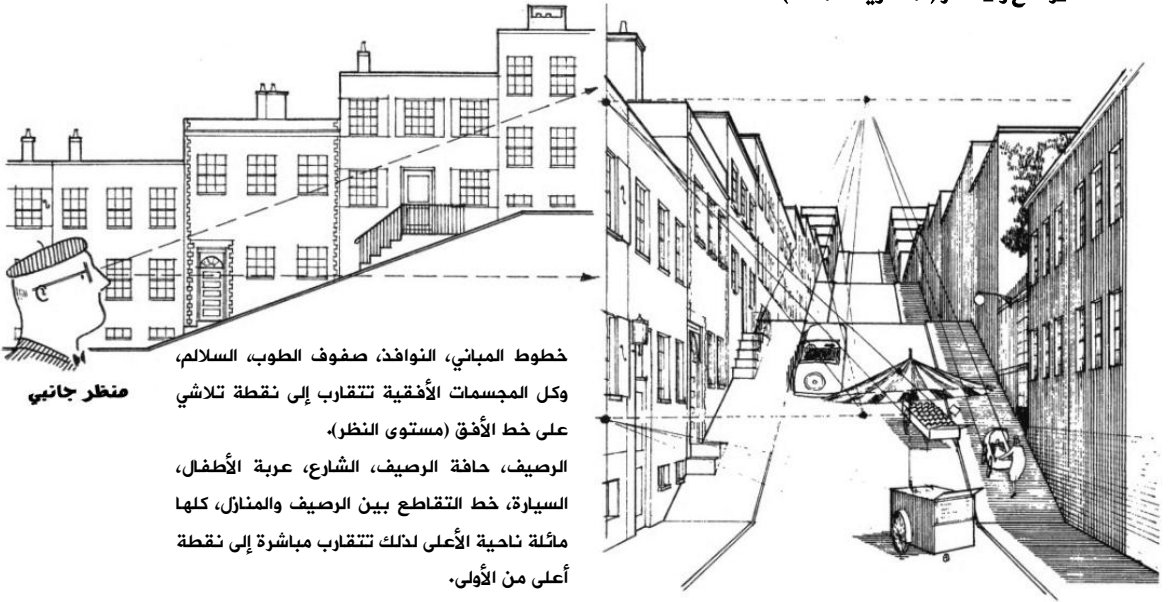 منظر جانبي
خطوط المباني، النوافذ، صفوف الطوب، السلالم،
وكل المجسمات الأفقية تتقارب إلى نقطة تلاشي
على خط الأفق (مستوى النظر).
الرصيف، حافة الرصيف، الشارع، عربة الأطفال،
السيارة، خط التقاطع بين الرصيف والمنازل، كلها
مائلة ناحية الأعلى لذلك تتقارب مباشرة إلى نقطة
أعلى من الأولى.